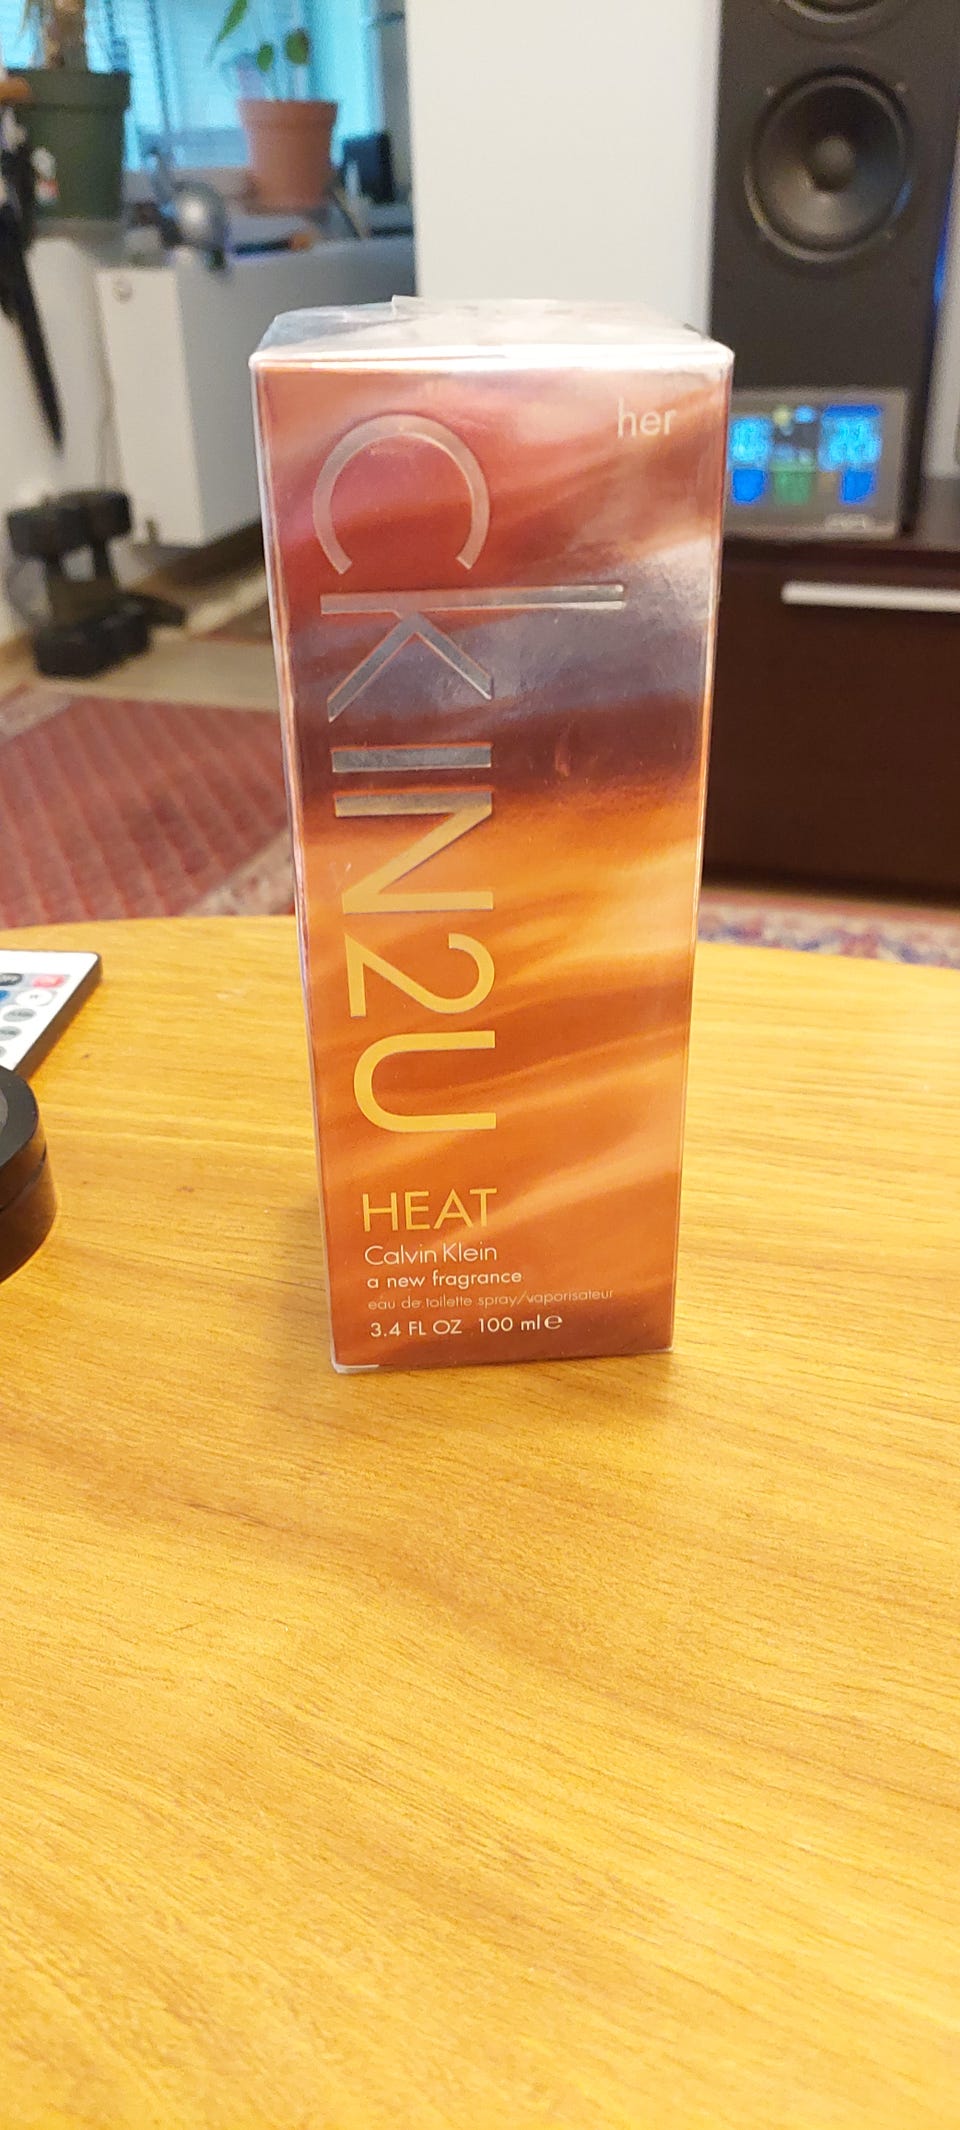 her
CKIN2U
HEAT
Calvin Klein
a new fragrance
eau de toilette spray/vaporisateur
3.4 FL OZ 100 ml e